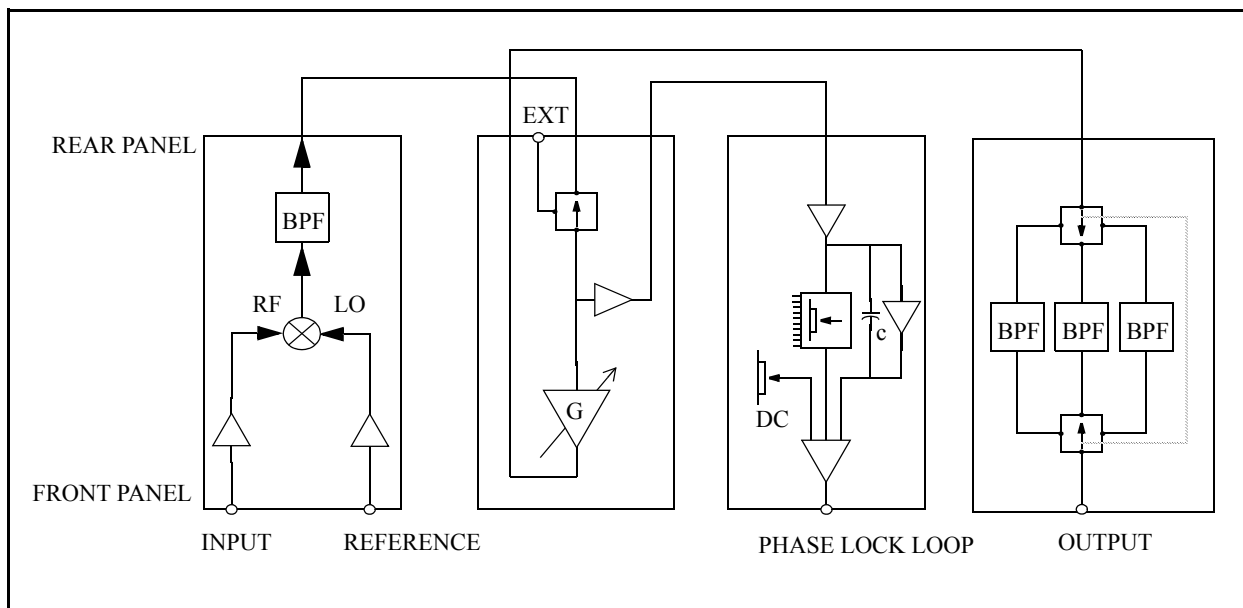 EXT
REAR PANEL
BPF
RF LO
BPF BPF BPF
c
G
DC
FRONT PANEL
INPUT REFERENCE PHASE LOCK LOOP OUTPUT